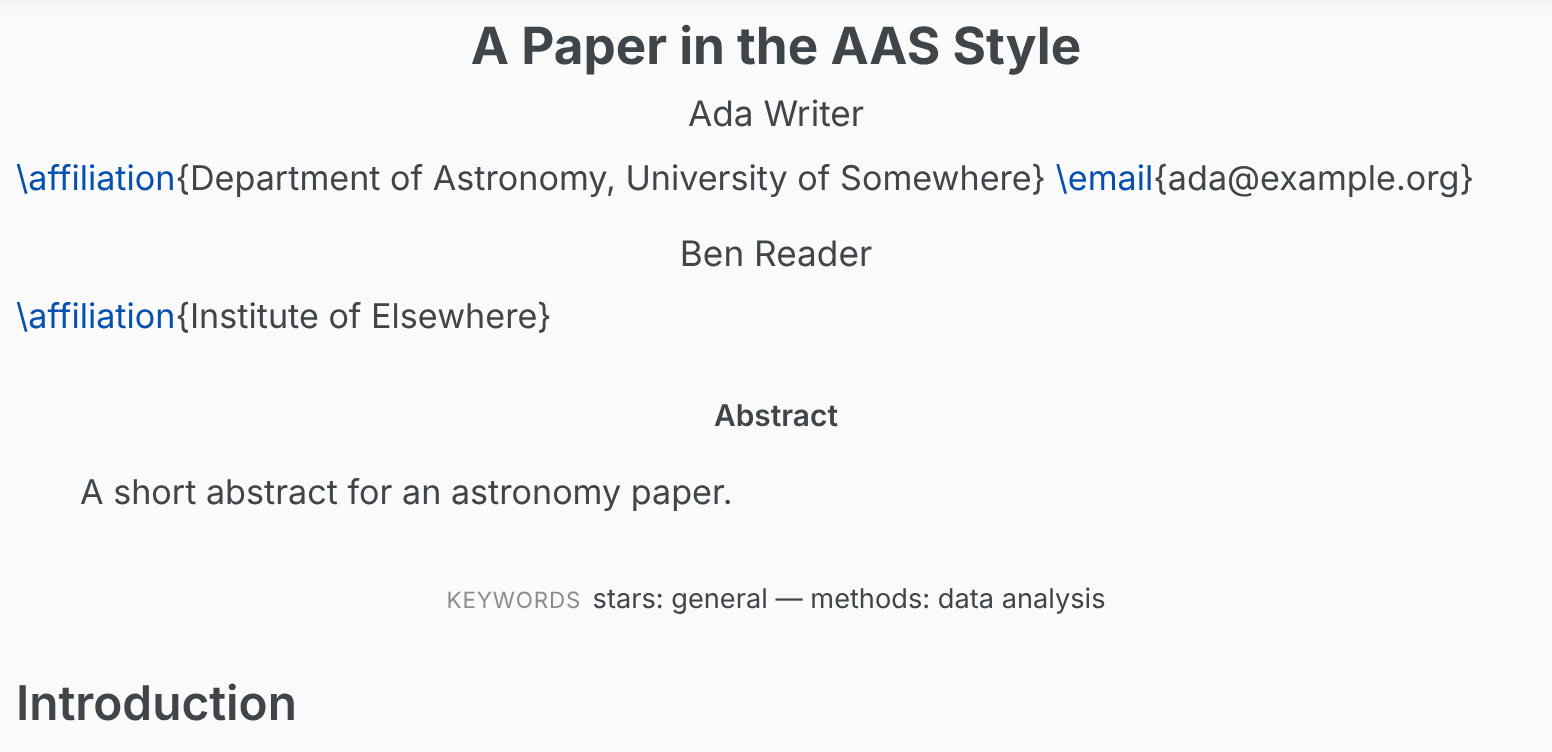 A Paper in the AAS Style
Ada Writer
\affiliation{Department of Astronomy, University of Somewhere} \email{ada@example.org}
Ben Reader
\affiliation{Institute of Elsewhere}
Abstract
A short abstract for an astronomy paper.
KEYWORDS stars: general — methods: data analysis
Introduction